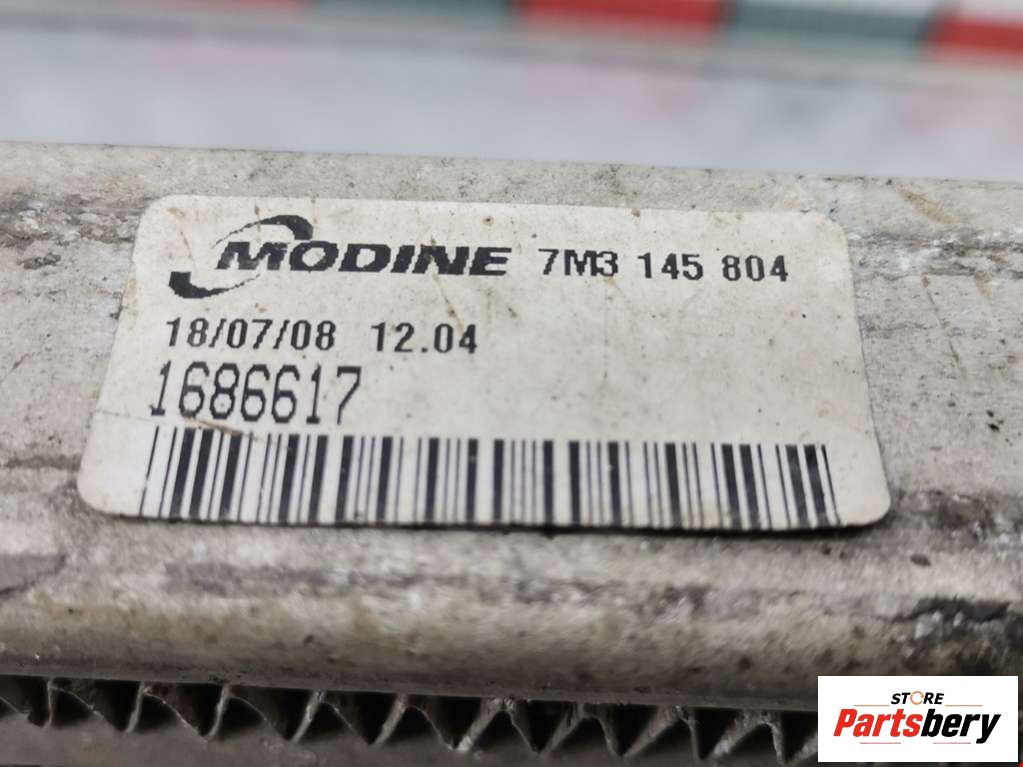 MODINE 7M3 145 804
18/07/08 12.04
1686617
STORE
Partsbery